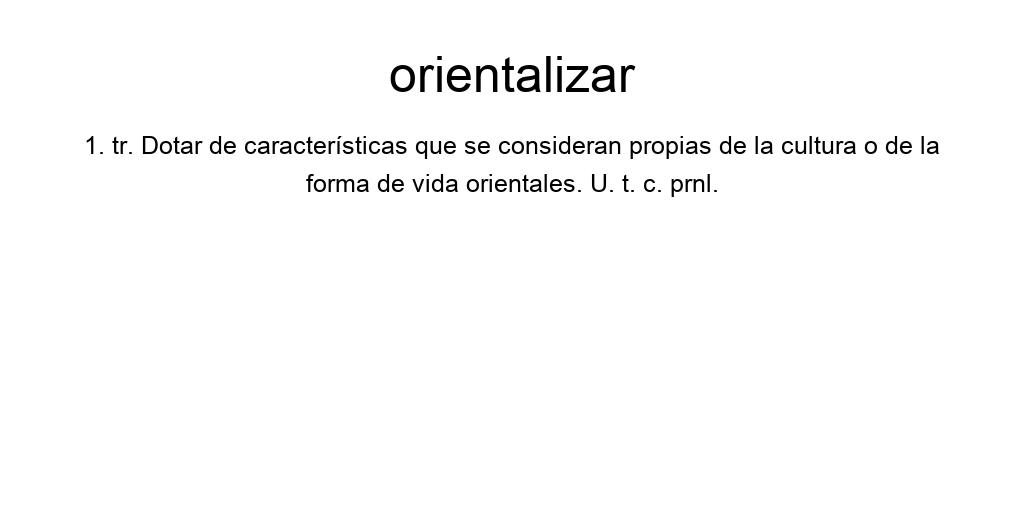 orientalizar
1. tr. Dotar de características que se consideran propias de la cultura o de la
forma de vida orientales. U. t. c. prnl.